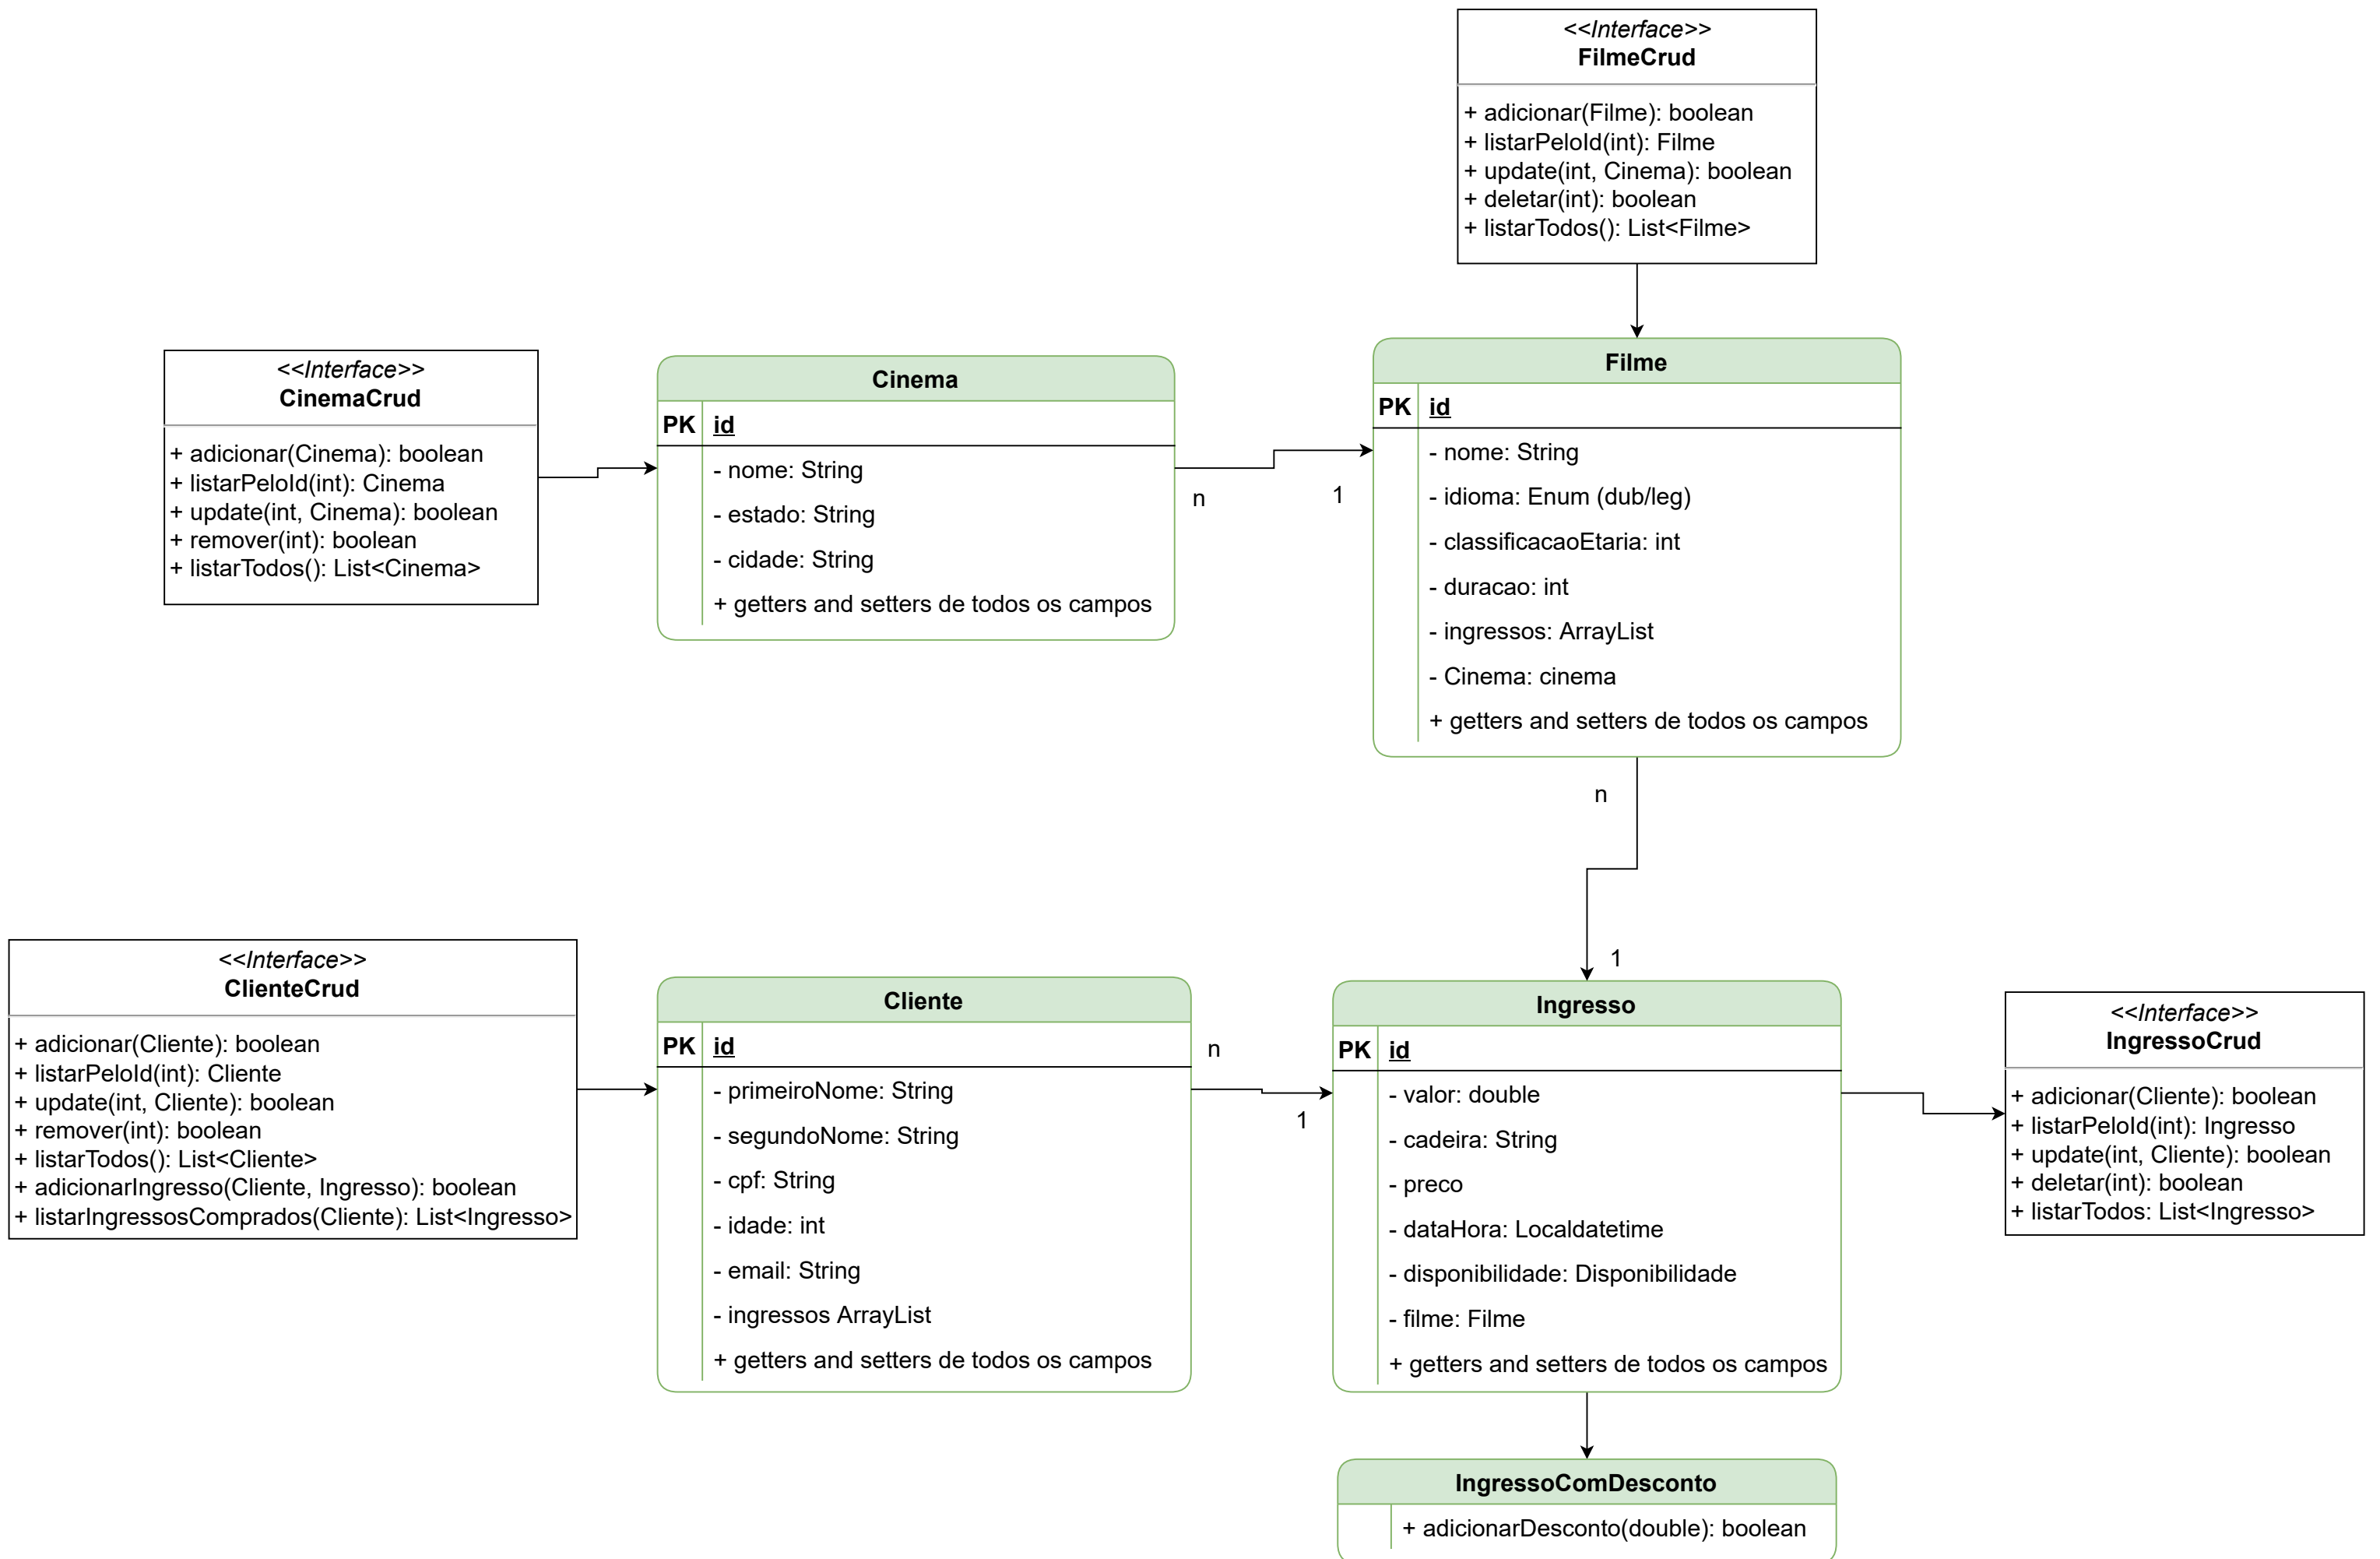 <<Interface>>
FilmeCrud
+ adicionar(Filme): boolean
+ listarPeloId(int): Filme
+ update(int, Cinema): boolean
+ deletar(int): boolean
+ listarTodos(): List<Filme>
<<Interface>>
CinemaCrud
+ adicionar(Cinema): boolean
+ listarPeloId(int): Cinema
+ update(int, Cinema): boolean
+ remover(int): boolean
+ listarTodos(): List<Cinema>
Cinema
PK id
- nome: String
- estado: String
- cidade: String
+ getters and setters de todos os campos
n
1
Filme
PK id
- nome: String
- idioma: Enum (dub/leg)
- classificacaoEtaria: int
- duracao: int
- ingressos: ArrayList
- Cinema: cinema
+ getters and setters de todos os campos
n
1
<<Interface>>
ClienteCrud
+ adicionar(Cliente): boolean
+ listarPeloId(int): Cliente
+ update(int, Cliente): boolean
+ remover(int): boolean
+ listarTodos(): List<Cliente>
+ adicionarIngresso(Cliente, Ingresso): boolean
+ listarIngressosComprados(Cliente): List<Ingresso>
Cliente
PK id
- primeiroNome: String
- segundoNome: String
- cpf: String
- idade: int
- email: String
- ingressos ArrayList
+ getters and setters de todos os campos
n
1
Ingresso
PK id
- valor: double
- cadeira: String
- preco
- dataHora: Localdatetime
- disponibilidade: Disponibilidade
- filme: Filme
+ getters and setters de todos os campos
<<Interface>>
IngressoCrud
+ adicionar(Cliente): boolean
+ listarPeloId(int): Ingresso
+ update(int, Cliente): boolean
+ deletar(int): boolean
+ listarTodos: List<Ingresso>
IngressoComDesconto
+ adicionarDesconto(double): boolean